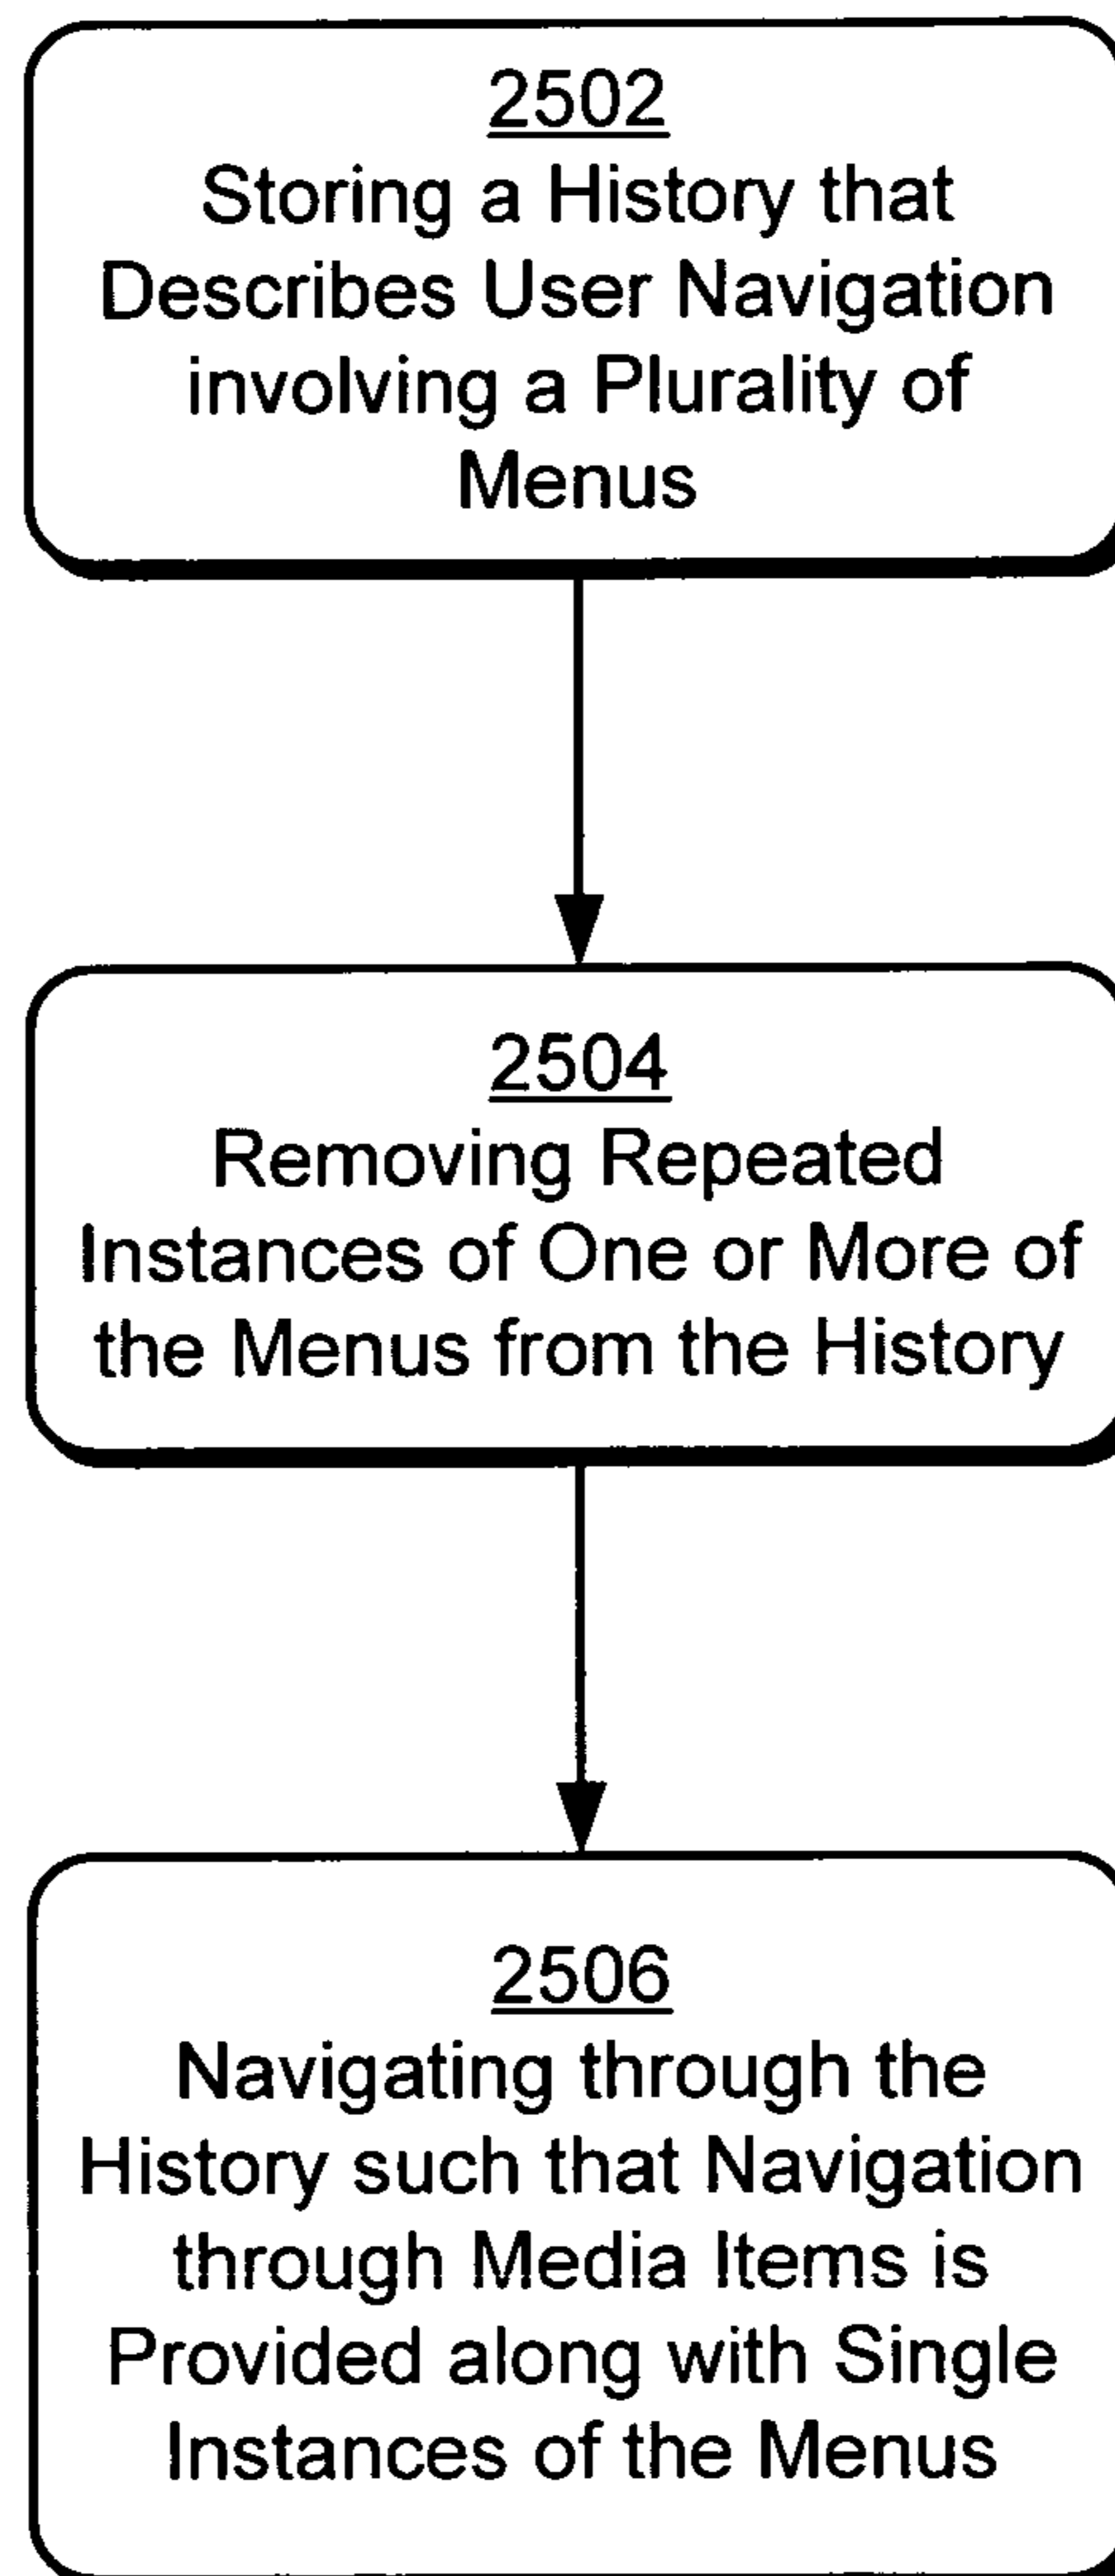 2502
Storing a History that
Describes User Navigation
involving a Plurality of
Menus
2504
Removing Repeated
Instances of One or More of
the Menus from the History
2506
Navigating through the
History such that Navigation
through Media Items is
Provided along with Single
Instances of the Menus